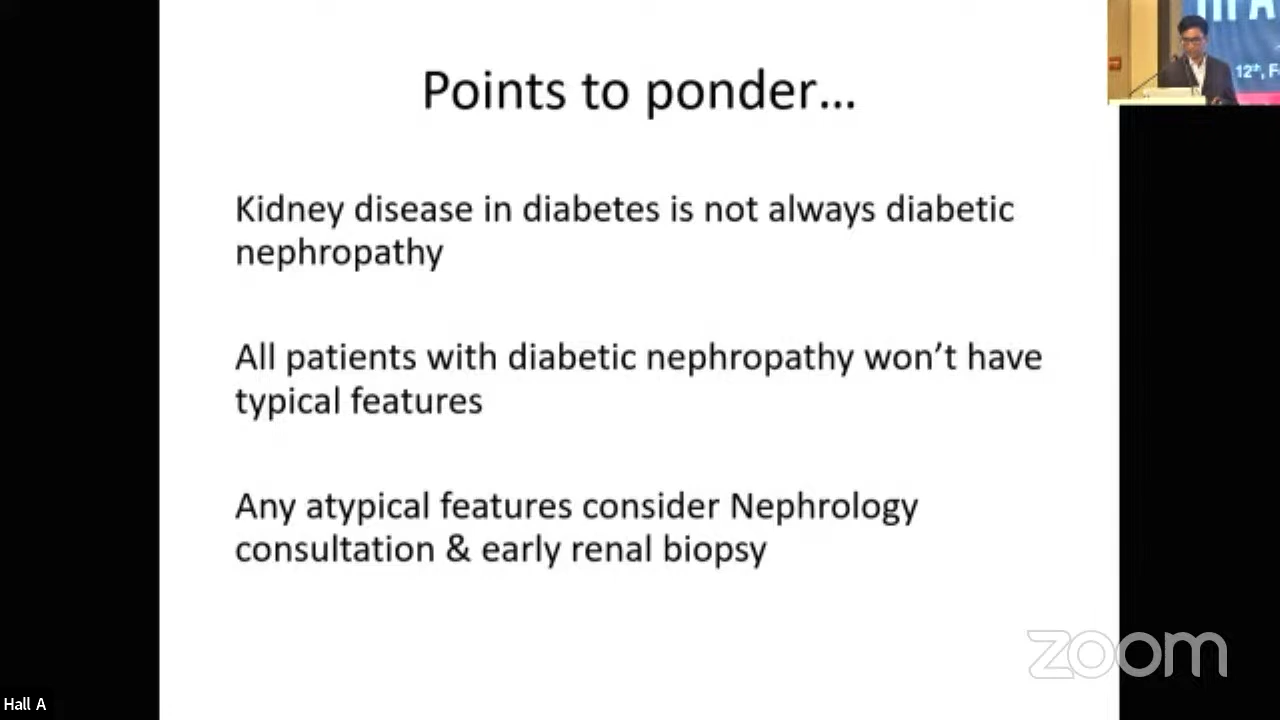 Points to ponder...
Kidney disease in diabetes is not always diabetic
nephropathy
All patients with diabetic nephropathy won't have
typical features
Any atypical features consider Nephrology
consultation & early renal biopsy
12th, F
zoom
Hall A